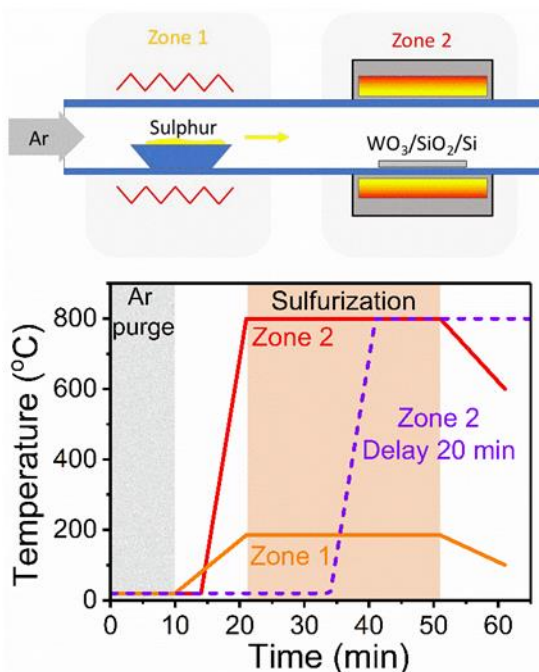 Zone 1
Zone 2
Ar
Sulphur
WO₃/SiO₂/Si
Ar
purge
Sulfurization
Zone 2
Zone 2
Delay 20 min
Zone 1
Temperature (ºC)
800
600
400
200
0
0 10 20 30 40 50 60
Time (min)